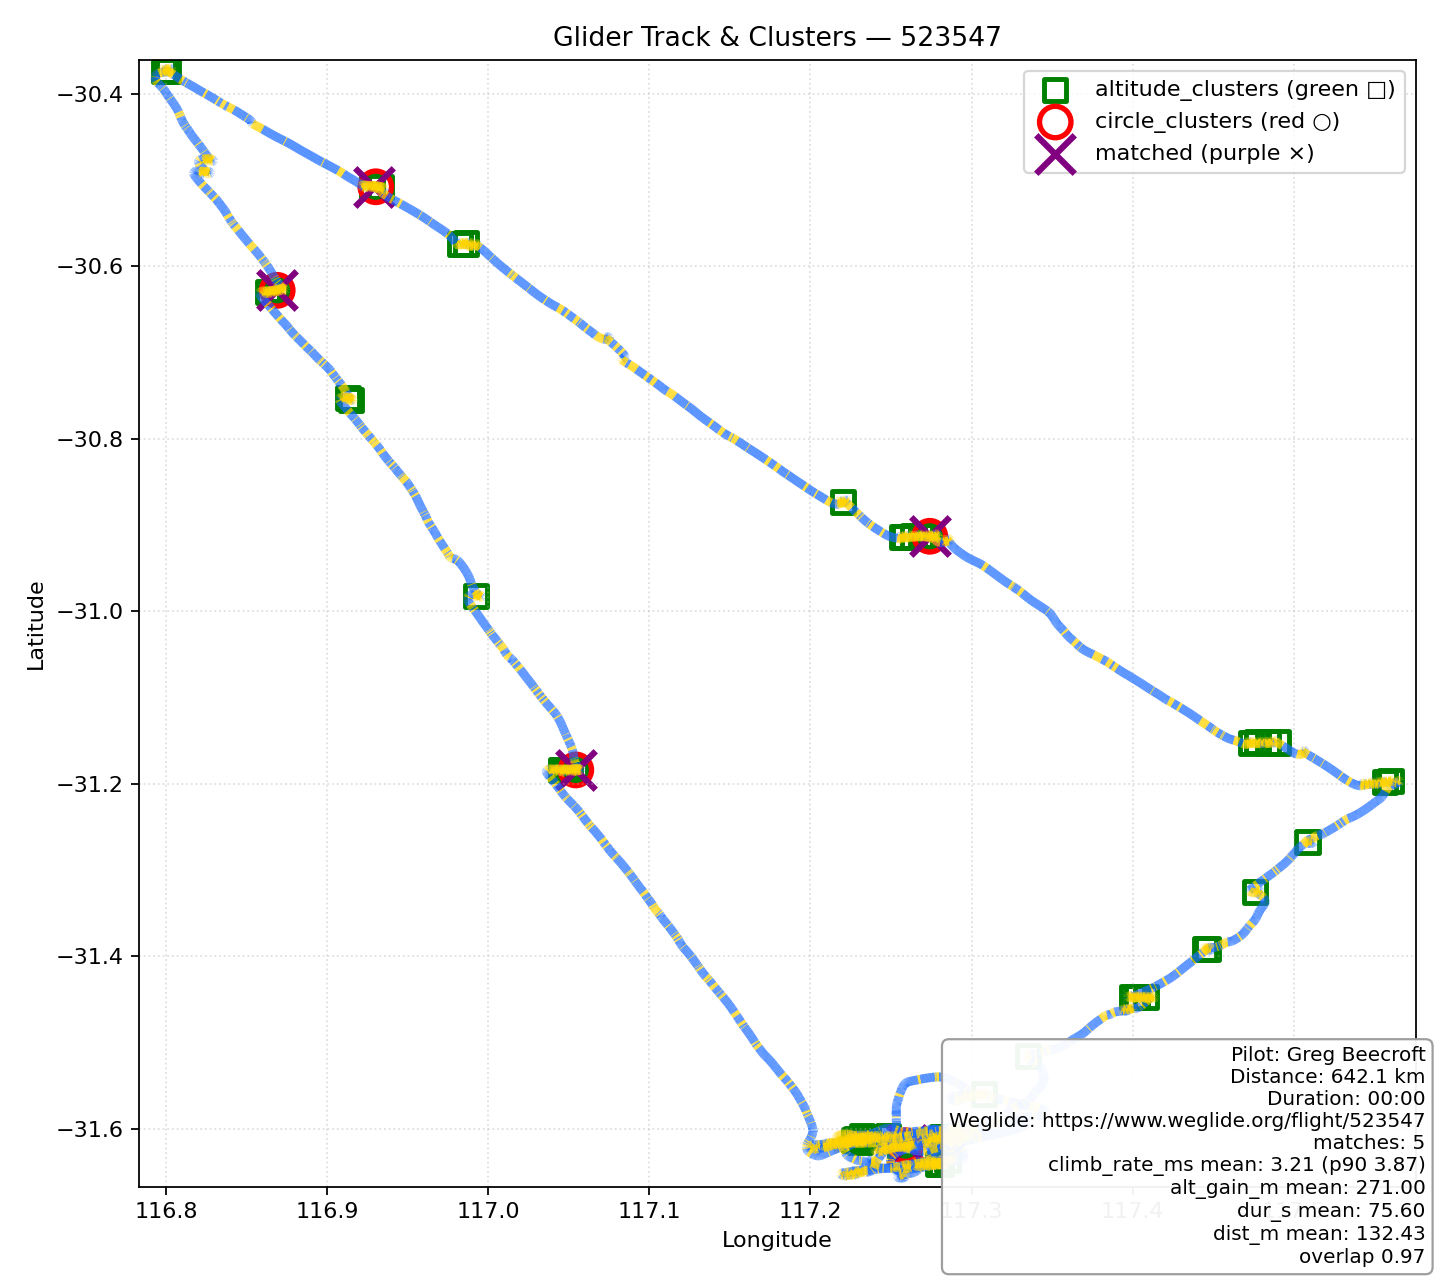 Glider Track & Clusters — 523547
altitude_clusters (green □)
circle_clusters (red ○)
matched (purple ×)
−30.4
−30.6
−30.8
−31.0
−31.2
−31.4
−31.6
Latitude
116.8
116.9
117.0
117.1
117.2
117.3
117.4
Longitude
Pilot: Greg Beecroft
Distance: 642.1 km
Duration: 00:00
Weglide: https://www.weglide.org/flight/523547
matches: 5
climb_rate_ms mean: 3.21 (p90 3.87)
alt_gain_m mean: 271.00
dur_s mean: 75.60
dist_m mean: 132.43
overlap 0.97